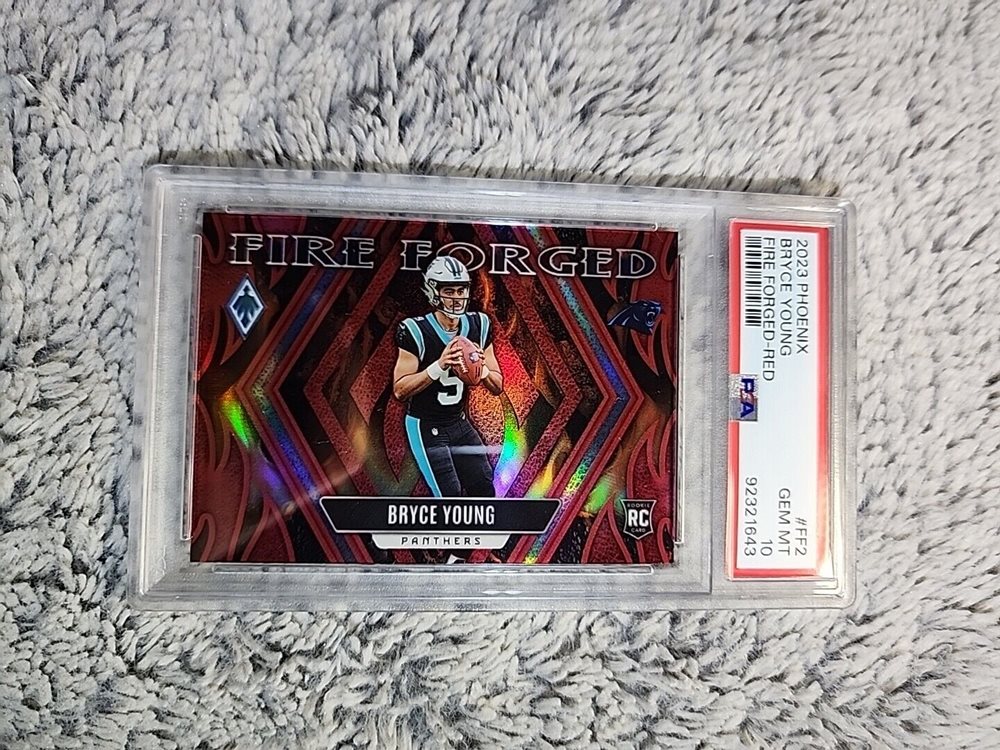 FIRE FORGED
9
BRYCE YOUNG
PANTHERS
ROOKIE
RC
CARD
2023 PHOENIX
BRYCE YOUNG
FIRE FORGED-RED
PSA
#FF2
GEM MT
10
92321643